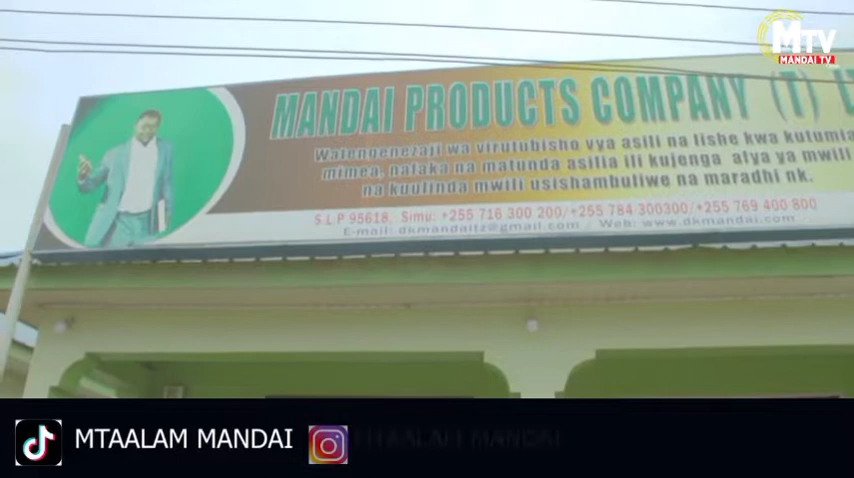 MTV
MANDAI TV
MANDAI PRODUCTS COMPANY (T) L
Watengenezaji wa virutubisho vya asili na lishe kwa kutumia
mimea, nafaka na matunda asilia ili kujenga afya ya mwili
na kuulinda mwili usishambuliwe na maradhi nk.
S.L.P 95618, Simu: +255 716 300 200/+255 784 300300/+255 769 400 800
E-mail: dkmandaitz@gmail.com / Web: www.dkmandai.com
MTAALAM MANDAI
MTAALAM MANDAI